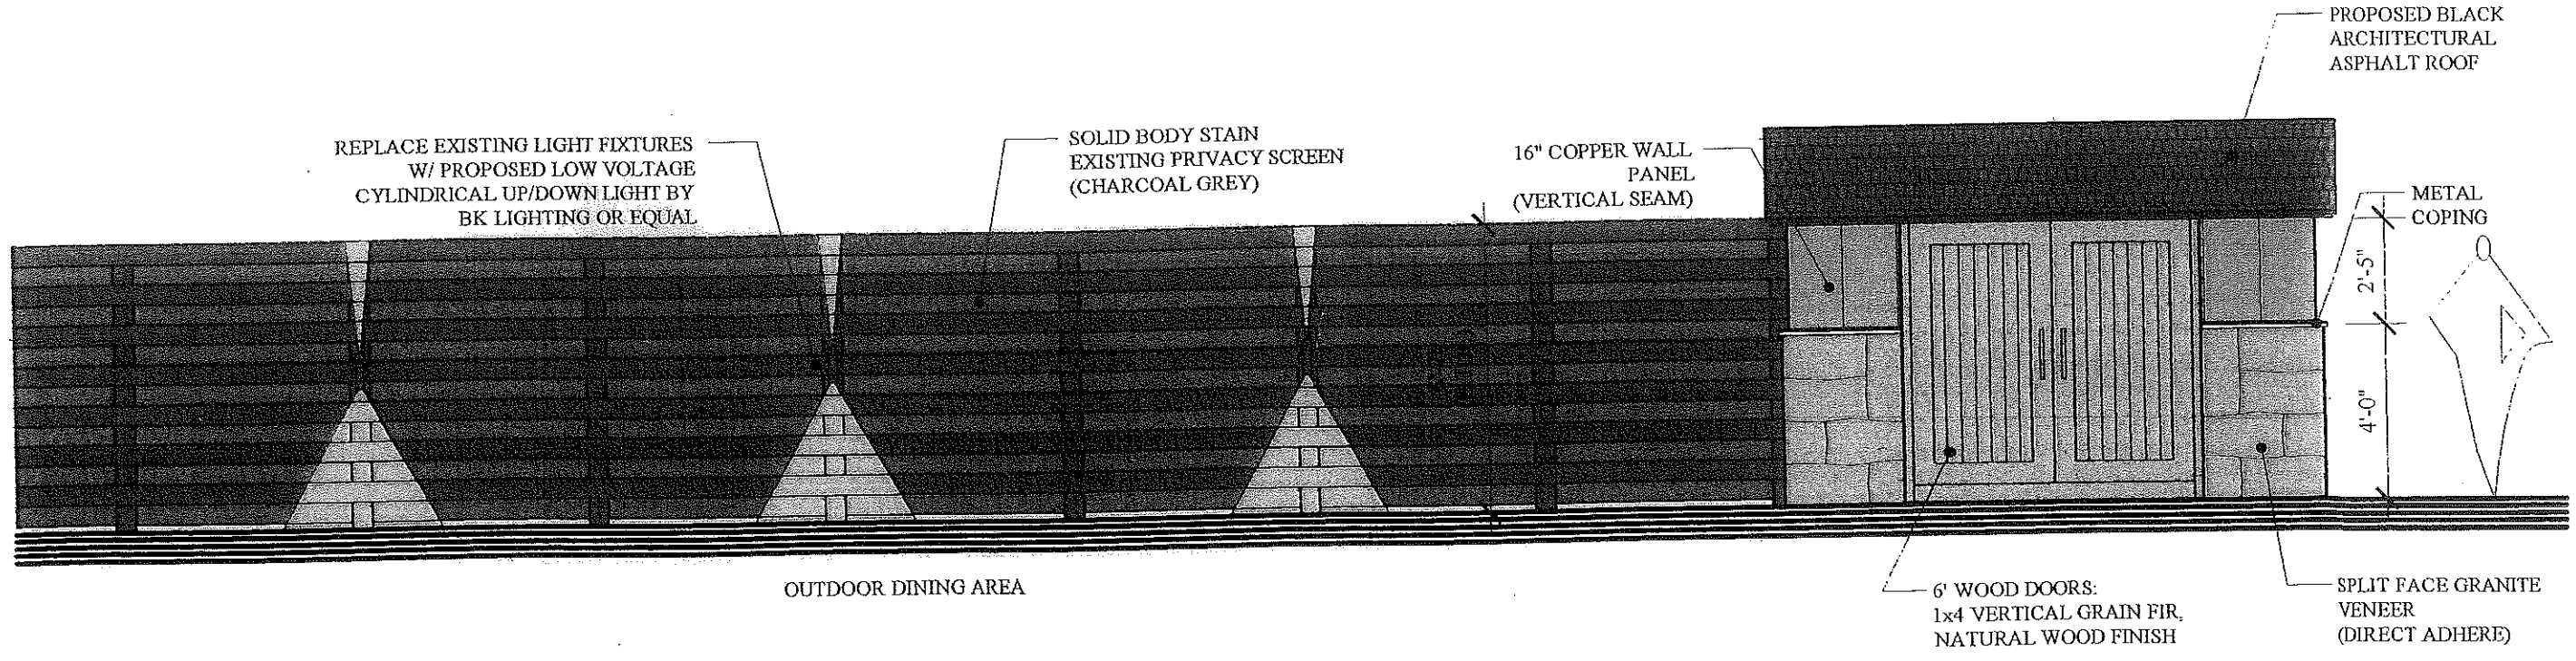 PROPOSED BLACK
ARCHITECTURAL
ASPHALT ROOF
REPLACE EXISTING LIGHT FIXTURES
W/ PROPOSED LOW VOLTAGE
CYLINDRICAL UP/DOWN LIGHT BY
BK LIGHTING OR EQUAL
SOLID BODY STAIN
EXISTING PRIVACY SCREEN
(CHARCOAL GREY)
16" COPPER WALL
PANEL
(VERTICAL SEAM)
METAL
COPING
2'-5"
4'-0"
OUTDOOR DINING AREA
6' WOOD DOORS:
1x4 VERTICAL GRAIN FIR,
NATURAL WOOD FINISH
SPLIT FACE GRANITE
VENEER
(DIRECT ADHERE)